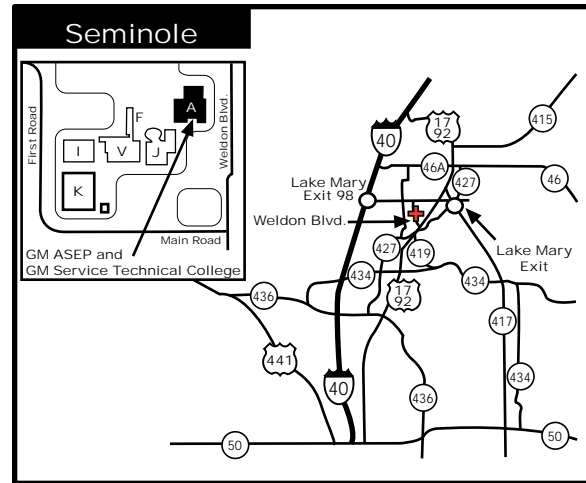 Seminole
First Road
A
F
I
V
J
K
Weldon Blvd.
Main Road
GM ASEP and
GM Service Technical College
40
17
92
415
46A
427
46
Lake Mary
Exit 98
Weldon Blvd.
Lake Mary
Exit
427
419
434
17
92
434
436
417
441
40
436
434
50
50